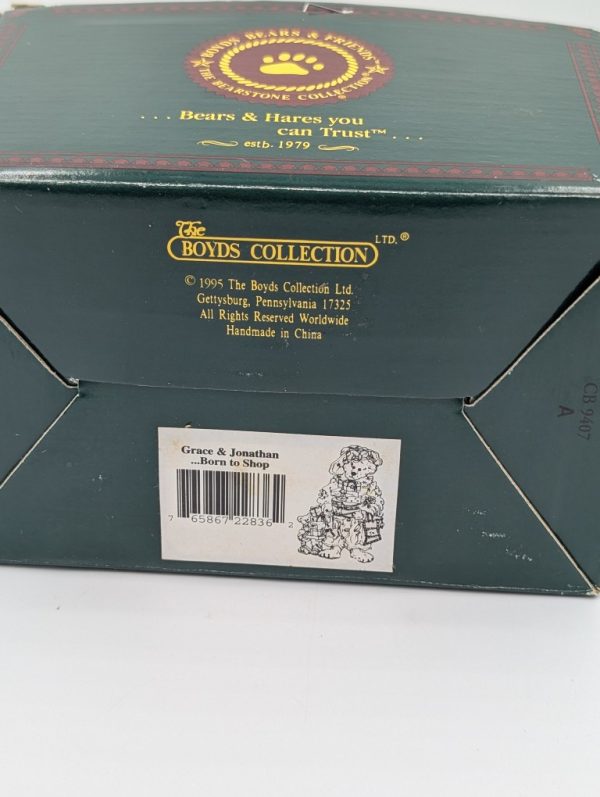 BOYDS BEARS & FRIENDS
THE BEARSTONE COLLECTION®
. . . Bears & Hares you
can Trust™ . . .
estb. 1979
The
BOYDS COLLECTION LTD.®
© 1995 The Boyds Collection Ltd.
Gettysburg, Pennsylvania 17325
All Rights Reserved Worldwide
Handmade in China
CB 9407
A
Grace & Jonathan
...Born to Shop
7 65867 22836 2